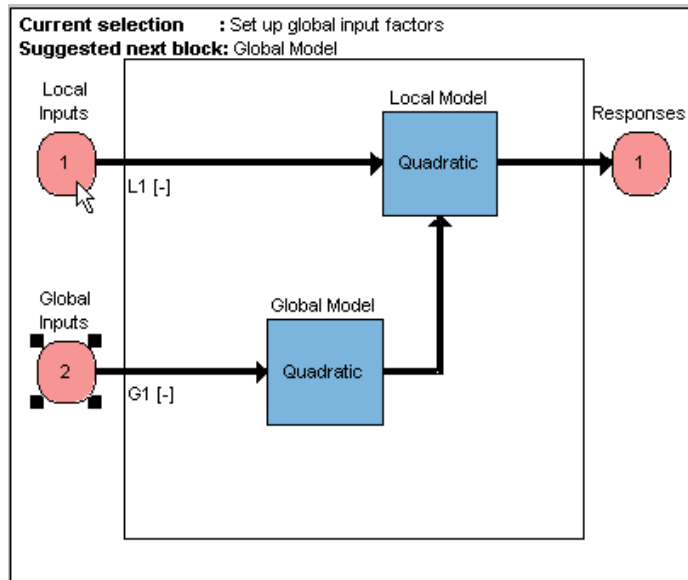 Current selection : Set up global input factors
Suggested next block: Global Model
Local
Inputs
Local Model
Responses
1
Quadratic
1
L1 [-]
Global
Inputs
Global Model
2
Quadratic
G1 [-]